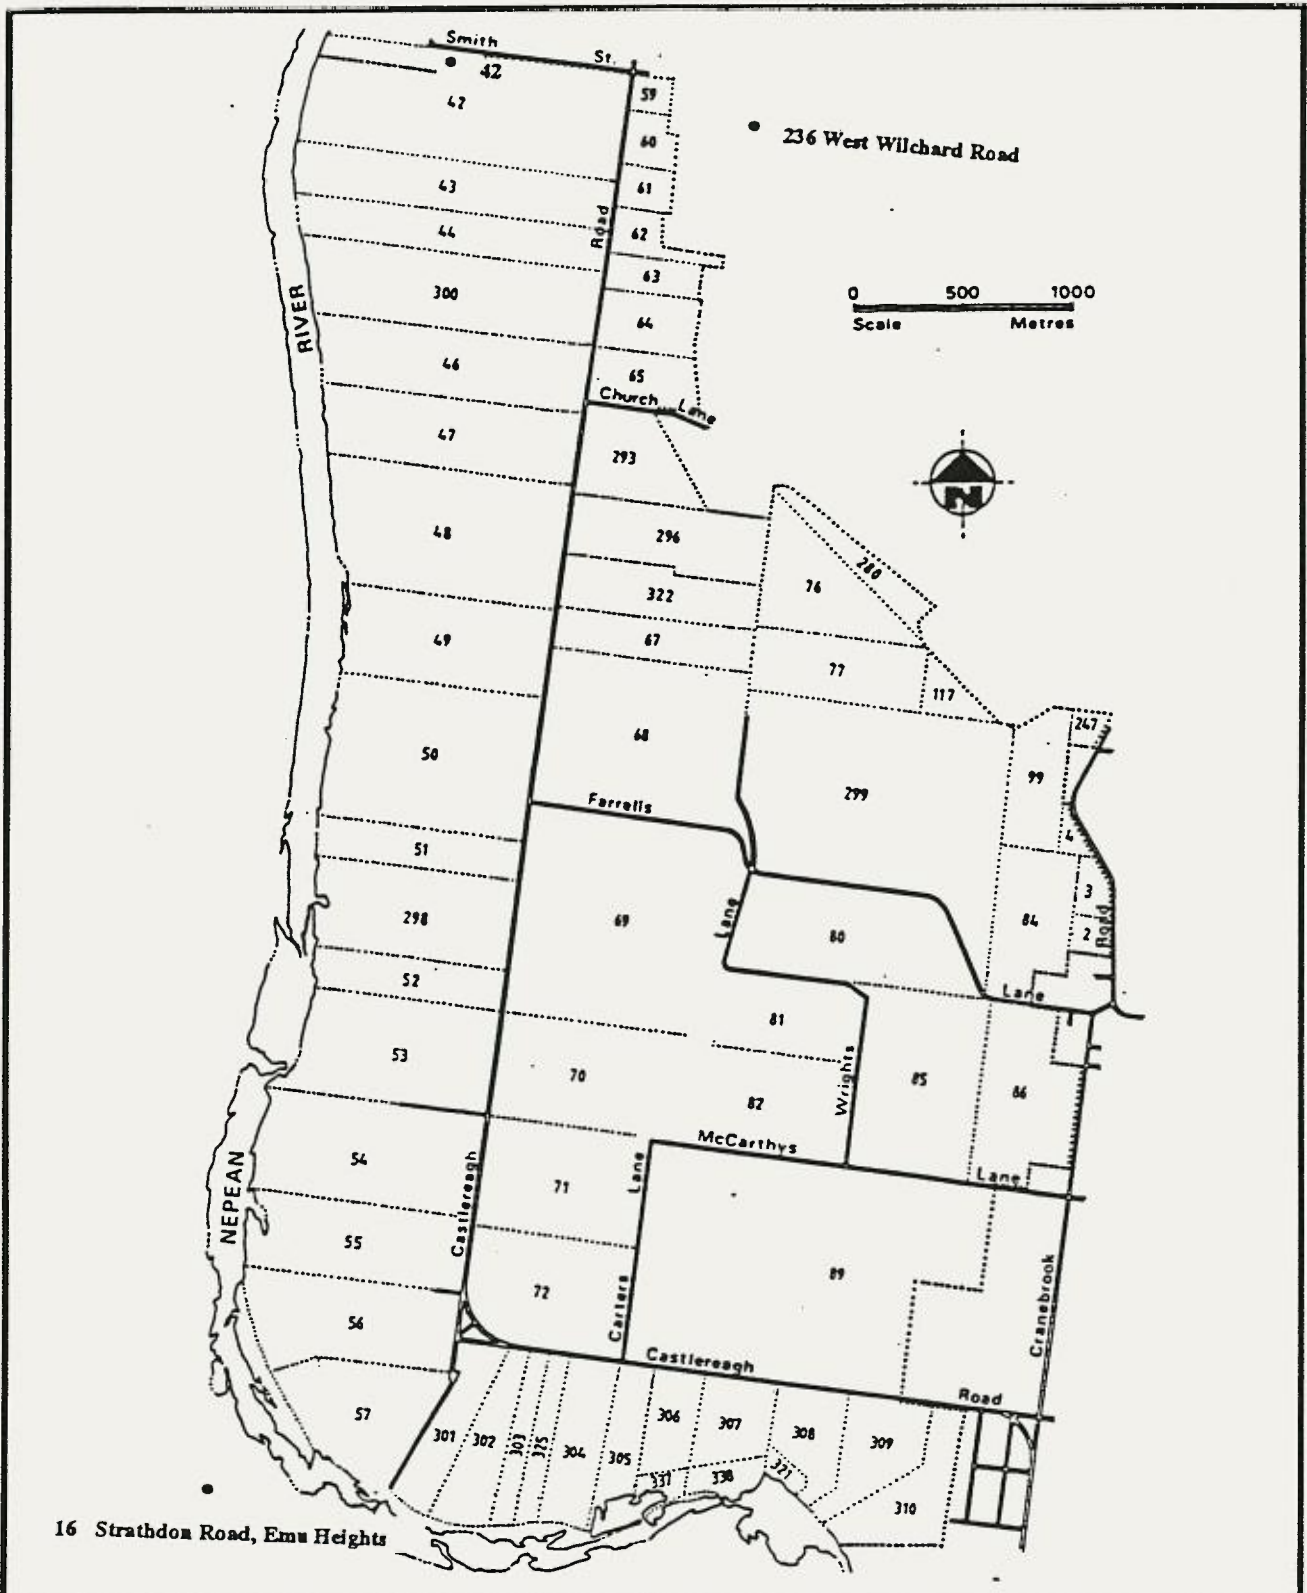 Smith St.
42
42
59
60
236 West Wilchard Road
43
61
44
Road
62
63
300
RIVER
0 500 1000
Scale Metres
64
46
65
Church Lane
47
293
N
48
296
280
76
322
49
67
77
117
68
247
50
99
299
Farrells
4
51
3
298
69
Lane
80
84
2
Road
52
Lane
81
53
70
Wrights
85
86
82
McCarthys
54
Castlereagh
71
Lane
Lane
NEPEAN
55
89
72
Carters
Cranebrook
56
Castlereagh
Road
57
301
302
303
325
304
305
306
307
308
309
337
338
321
310
16 Strathdon Road, Emu Heights